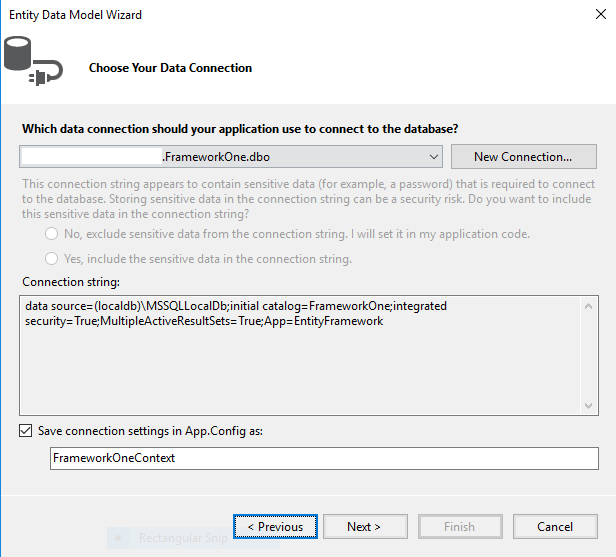 Entity Data Model Wizard
Choose Your Data Connection
Which data connection should your application use to connect to the database?
.FrameworkOne.dbo
New Connection...
This connection string appears to contain sensitive data (for example, a password) that is required to connect
to the database. Storing sensitive data in the connection string can be a security risk. Do you want to include
this sensitive data in the connection string?
No, exclude sensitive data from the connection string. I will set it in my application code.
Yes, include the sensitive data in the connection string.
Connection string:
data source=(localdb)\MSSQLLocalDb;initial catalog=FrameworkOne;integrated
security=True;MultipleActiveResultSets=True;App=EntityFramework
Save connection settings in App.Config as:
FrameworkOneContext
Rectangular Snip
< Previous
Next >
Finish
Cancel